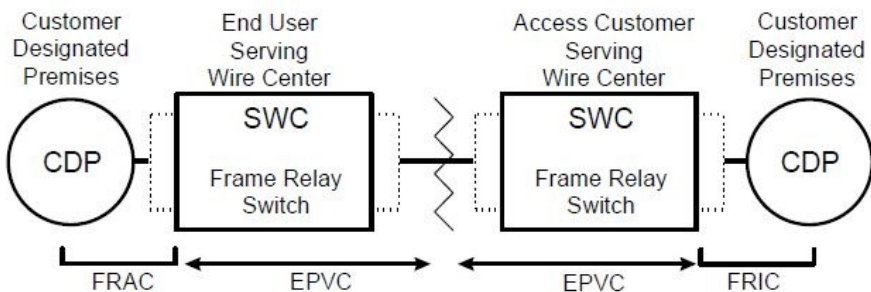 Customer
Designated
Premises
End User
Serving
Wire Center
Access Customer
Serving
Wire Center
Customer
Designated
Premises
CDP
SWC
Frame Relay
Switch
SWC
Frame Relay
Switch
CDP
FRAC
EPVC
EPVC
FRIC